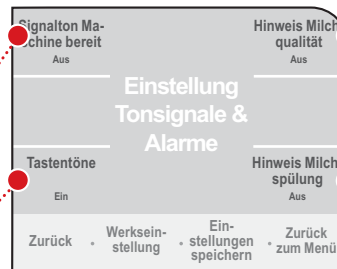 Signalton Ma-
schine bereit
Aus
Hinweis Milch
qualität
Aus
Einstellung
Tonsignale &
Alarme
Tastentöne
Ein
Hinweis Milch
spülung
Aus
Zurück
Werksein-
stellung
Ein-
stellungen
speichern
Zurück
zum Menü